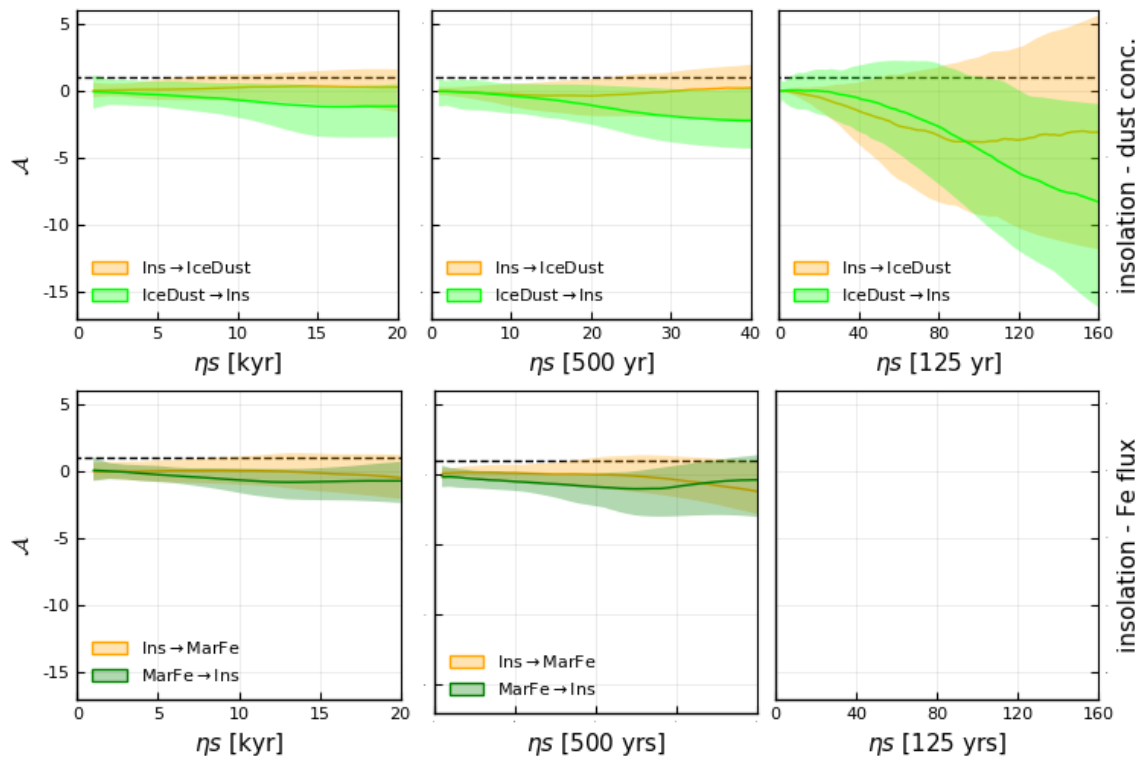 5
0
-5
-10
-15
𝒜
Ins → IceDust
IceDust → Ins
0 5 10 15 20
ηs [kyr]
Ins → IceDust
IceDust → Ins
0 10 20 30 40
ηs [500 yr]
Ins → IceDust
IceDust → Ins
0 40 80 120 160
ηs [125 yr]
insolation - dust conc.
5
0
-5
-10
-15
𝒜
Ins → MarFe
MarFe → Ins
0 5 10 15 20
ηs [kyr]
Ins → MarFe
MarFe → Ins
ηs [500 yrs]
0 40 80 120 160
ηs [125 yrs]
insolation - Fe flux